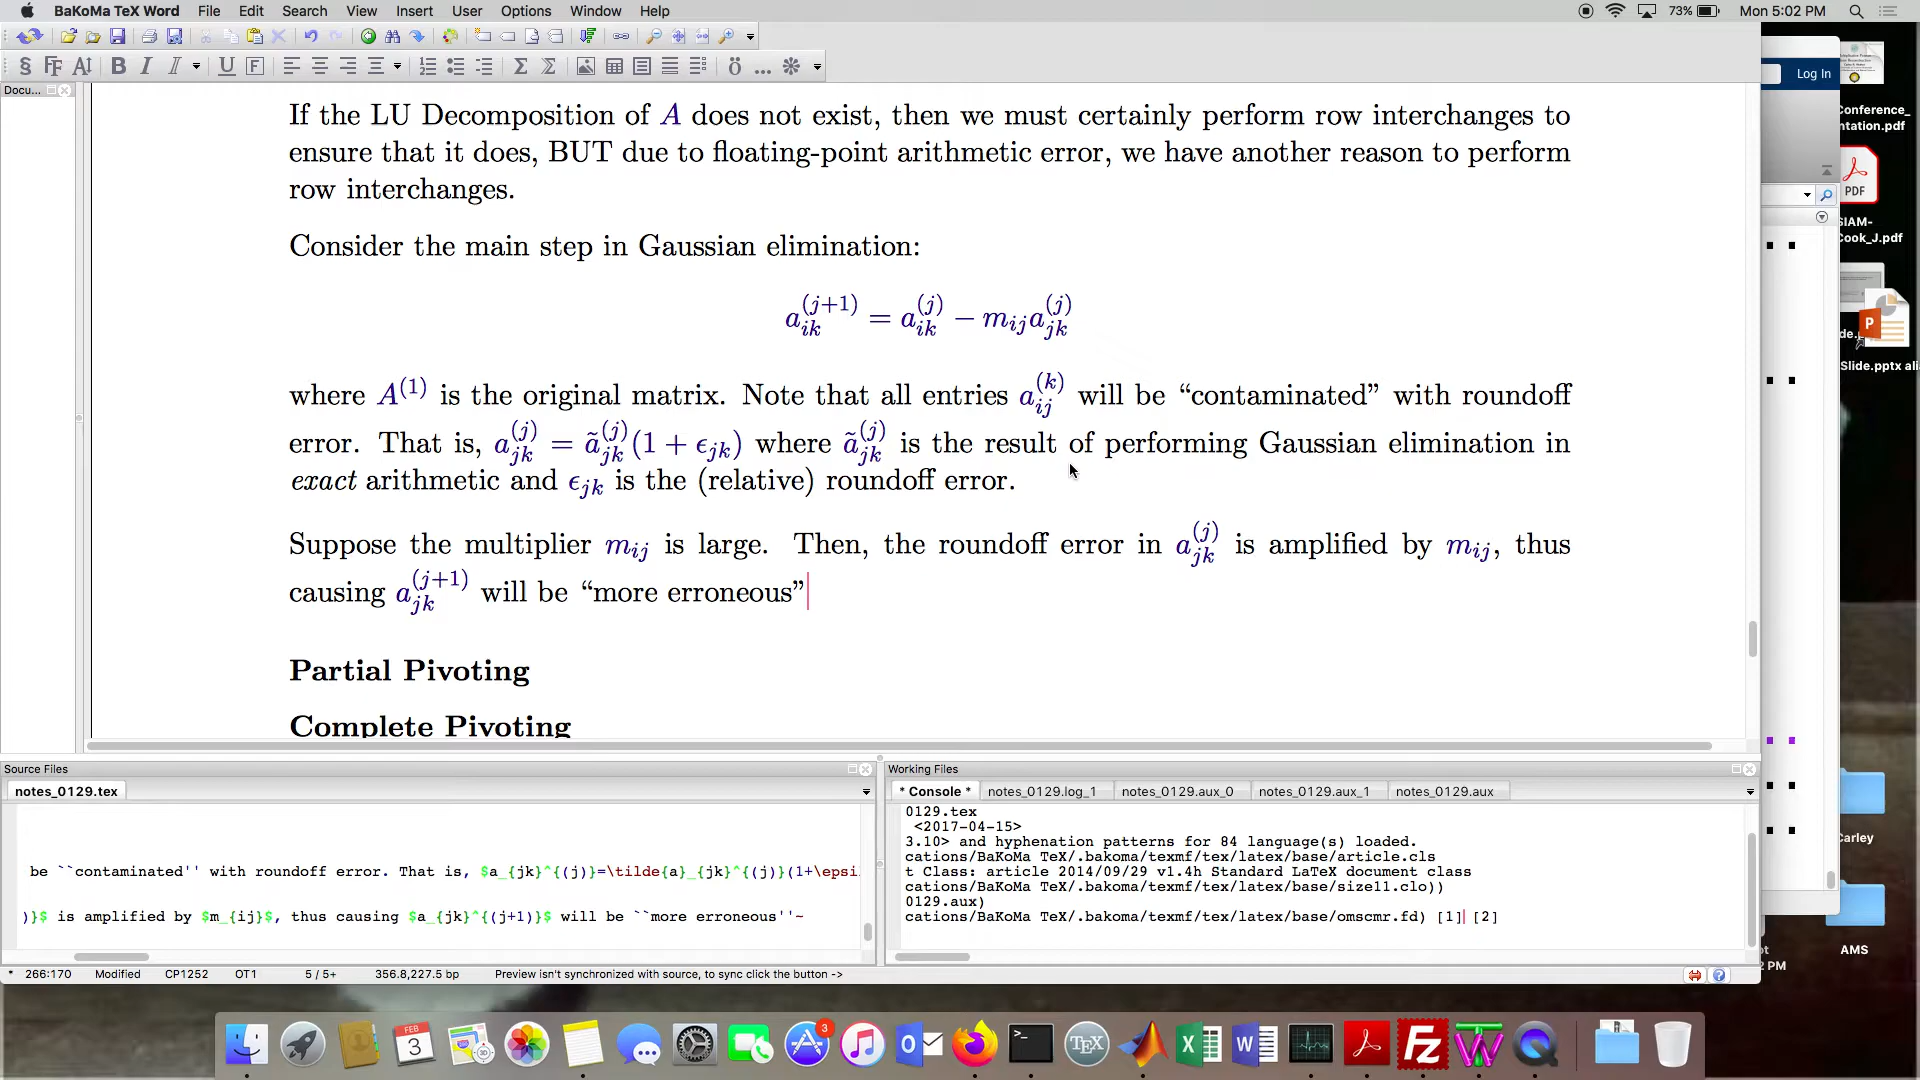 BaKoMa TeX Word File Edit Search View Insert User Options Window Help 73% Mon 5:02 PM
Docu...
Log In
If the LU Decomposition of A does not exist, then we must certainly perform row interchanges to
ensure that it does, BUT due to floating-point arithmetic error, we have another reason to perform
row interchanges.
Consider the main step in Gaussian elimination:
a_{ik}^{(j+1)} = a_{ik}^{(j)} − m_{ij}a_{jk}^{(j)}
where A^{(1)} is the original matrix. Note that all entries a_{ij}^{(k)} will be “contaminated” with roundoff
error. That is, a_{jk}^{(j)} = ã_{jk}^{(j)}(1 + ϵ_{jk}) where ã_{jk}^{(j)} is the result of performing Gaussian elimination in
exact arithmetic and ϵ_{jk} is the (relative) roundoff error.
Suppose the multiplier m_{ij} is large. Then, the roundoff error in a_{jk}^{(j)} is amplified by m_{ij}, thus
causing a_{jk}^{(j+1)} will be “more erroneous”
Partial Pivoting
Complete Pivoting
Conference_
ntation.pdf
PDF
SIAM-
Cook_J.pdf
de.
Slide.pptx ali
Carley
AMS
2 PM
Source Files
notes_0129.tex
be ``contaminated'' with roundoff error. That is, $a_{jk}^{(j)}=\tilde{a}_{jk}^{(j)}(1+\epsi
)}$ is amplified by $m_{ij}$, thus causing $a_{jk}^{(j+1)}$ will be ``more erroneous''~
Working Files
* Console * notes_0129.log_1 notes_0129.aux_0 notes_0129.aux_1 notes_0129.aux
0129.tex
<2017-04-15>
3.10> and hyphenation patterns for 84 language(s) loaded.
cations/BaKoMa TeX/.bakoma/texmf/tex/latex/base/article.cls
t Class: article 2014/09/29 v1.4h Standard LaTeX document class
cations/BaKoMa TeX/.bakoma/texmf/tex/latex/base/size11.clo))
0129.aux)
cations/BaKoMa TeX/.bakoma/texmf/tex/latex/base/omscmr.fd) [1] [2]
* 266:170 Modified CP1252 OT1 5 / 5+ 356.8,227.5 bp Preview isn't synchronized with source, to sync click the button ->
FEB
3
3
TEX